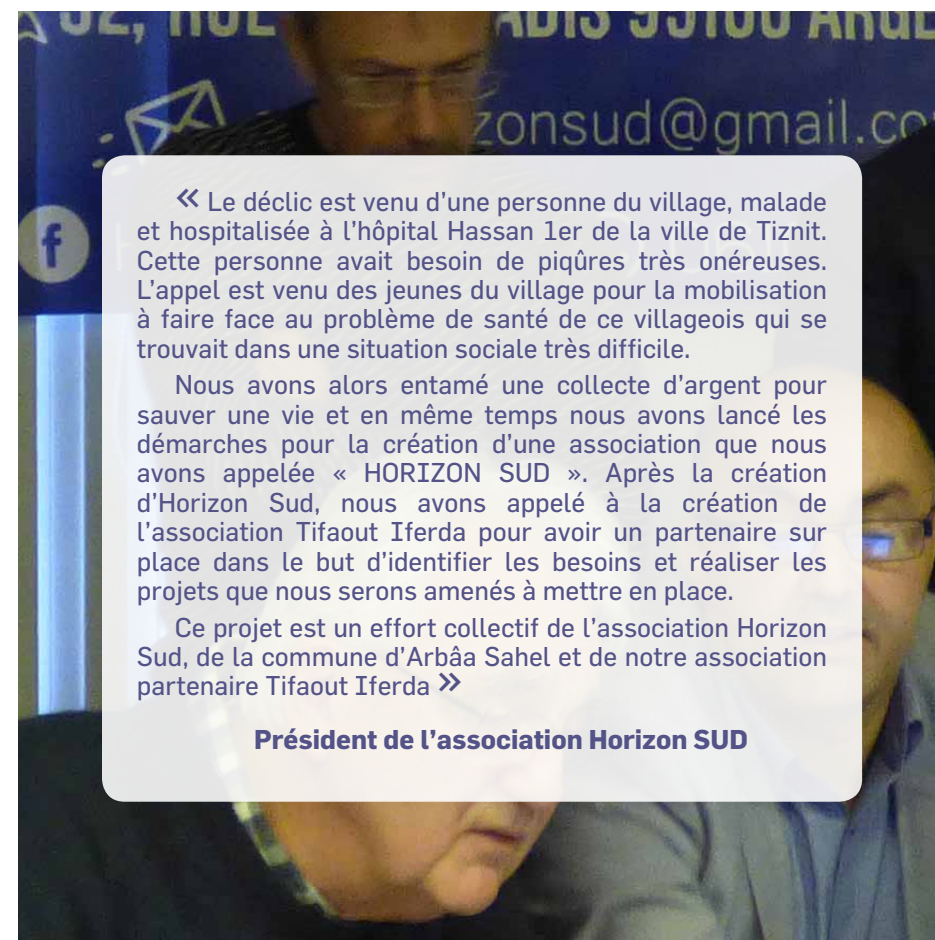 zonsud@gmail.co
« Le déclic est venu d’une personne du village, malade
et hospitalisée à l’hôpital Hassan 1er de la ville de Tiznit.
Cette personne avait besoin de piqûres très onéreuses.
L’appel est venu des jeunes du village pour la mobilisation
à faire face au problème de santé de ce villageois qui se
trouvait dans une situation sociale très difficile.
Nous avons alors entamé une collecte d’argent pour
sauver une vie et en même temps nous avons lancé les
démarches pour la création d’une association que nous
avons appelée « HORIZON SUD ». Après la création
d’Horizon Sud, nous avons appelé à la création de
l’association Tifaout Iferda pour avoir un partenaire sur
place dans le but d’identifier les besoins et réaliser les
projets que nous serons amenés à mettre en place.
Ce projet est un effort collectif de l’association Horizon
Sud, de la commune d’Arbâa Sahel et de notre association
partenaire Tifaout Iferda »
Président de l’association Horizon SUD